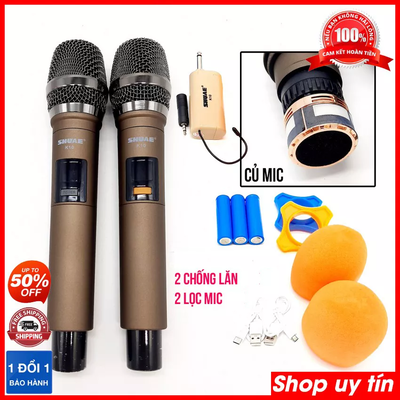 NẾU BẠN KHÔNG HÀI LÒNG
100%
CAM KẾT HOÀN TIỀN
SHUAE
CỦ MIC
SHUAE
SHUAE
2 CHỐNG LĂN
2 LỌC MIC
UP TO
50%
OFF
FREE SHIPPING
1 ĐỔI 1
BẢO HÀNH
Shop uy tín